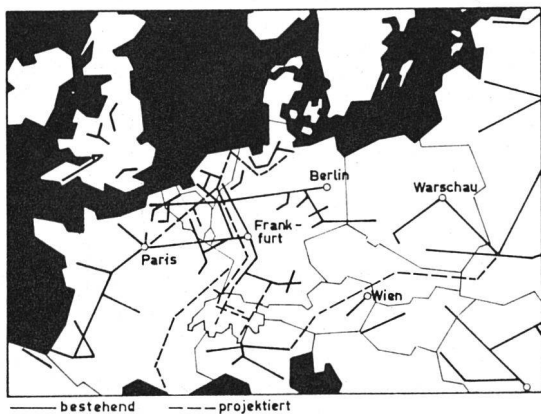 Berlin
Warschau
Frank-
furt
Paris
Wien
bestehend
projektiert